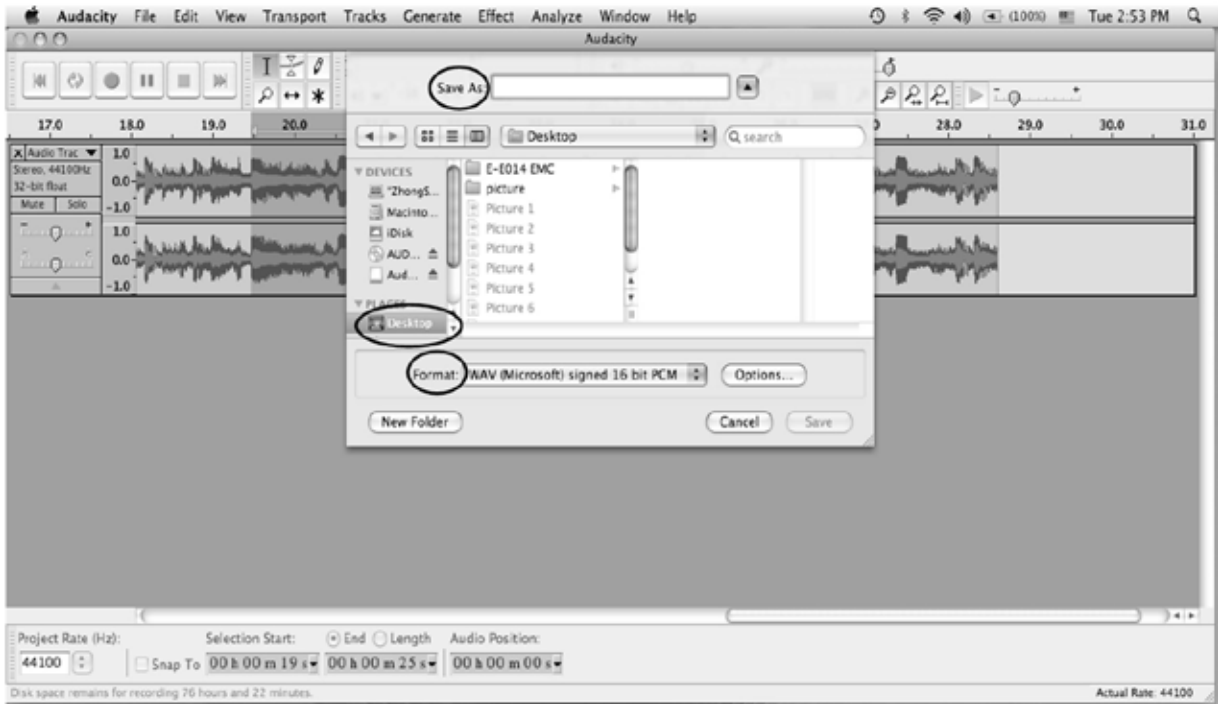 Audacity File Edit View Transport Tracks Generate Effect Analyze Window Help (100%) Tue 2:53 PM
Audacity
Save As:
17.0 18.0 19.0 20.0 28.0 29.0 30.0 31.0
Desktop search
X Audio Trac
Stereo, 44100Hz
32-bit float
Mute Solo
1.0
0.0
-1.0
1.0
0.0
-1.0
DEVICES
"ZhongS...
Macinto...
iDisk
AUD...
Aud...
PLACES
Desktop
E-E014 EMC
picture
Picture 1
Picture 2
Picture 3
Picture 4
Picture 5
Picture 6
Format: WAV (Microsoft) signed 16 bit PCM Options...
New Folder Cancel Save
Project Rate (Hz): Selection Start: End Length Audio Position:
44100 Snap To 00 h 00 m 19 s 00 h 00 m 25 s 00 h 00 m 00 s
Disk space remains for recording 76 hours and 22 minutes. Actual Rate: 44100